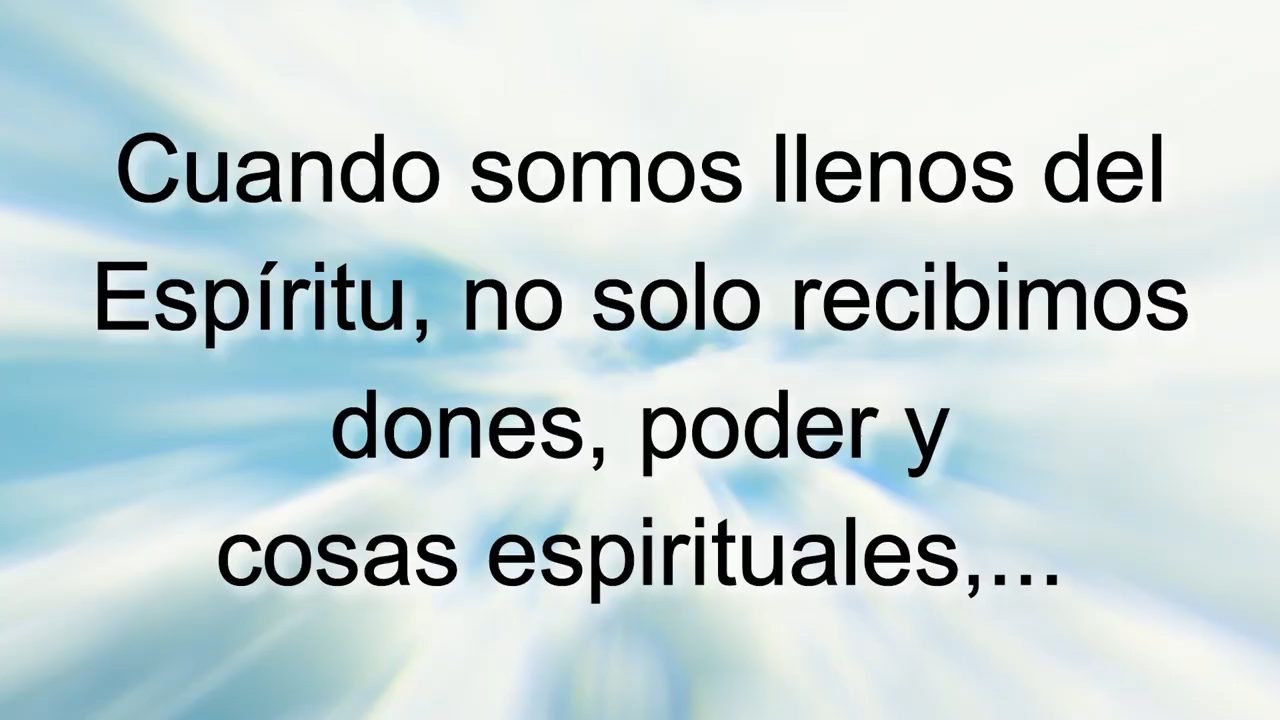 Cuando somos llenos del
Espíritu, no solo recibimos
dones, poder y
cosas espirituales,...